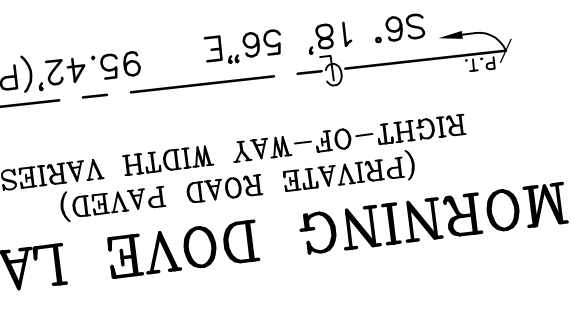 MORNING DOVE LA
(PRIVATE ROAD PAVED)
RIGHT-OF-WAY WIDTH VARIES
P.T.
S6° 18' 56"E 95.42'(P